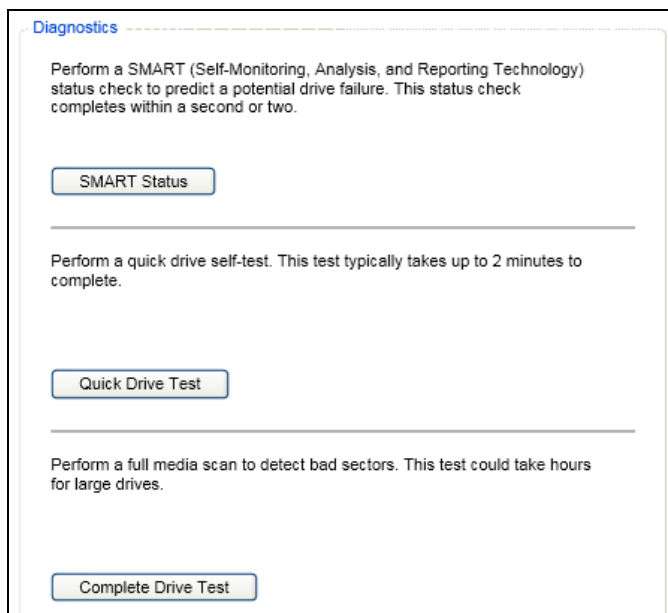 Diagnostics
Perform a SMART (Self-Monitoring, Analysis, and Reporting Technology)
status check to predict a potential drive failure. This status check
completes within a second or two.
SMART Status
Perform a quick drive self-test. This test typically takes up to 2 minutes to
complete.
Quick Drive Test
Perform a full media scan to detect bad sectors. This test could take hours
for large drives.
Complete Drive Test